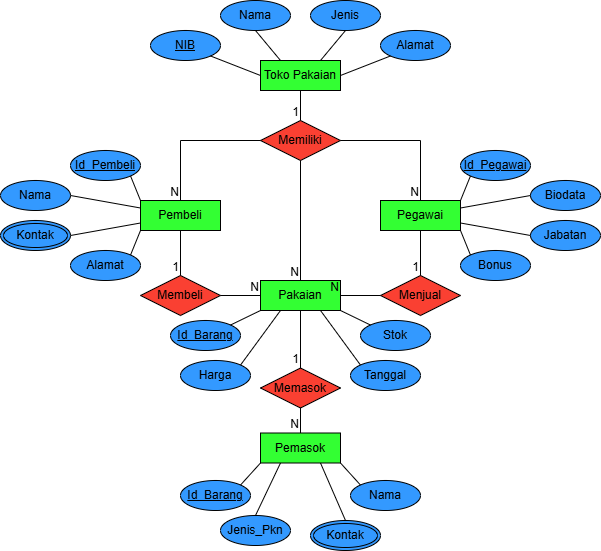 Nama
Jenis
NIB
Alamat
Toko Pakaian
1
Memiliki
Id_Pembeli
Id_Pegawai
N
N
Nama
Biodata
Pembeli
Pegawai
Kontak
Jabatan
Alamat
Bonus
1
N
1
Membeli
N
Pakaian
N
Menjual
Id_Barang
Stok
Harga
1
Tanggal
Memasok
N
Pemasok
Id_Barang
Nama
Jenis_Pkn
Kontak